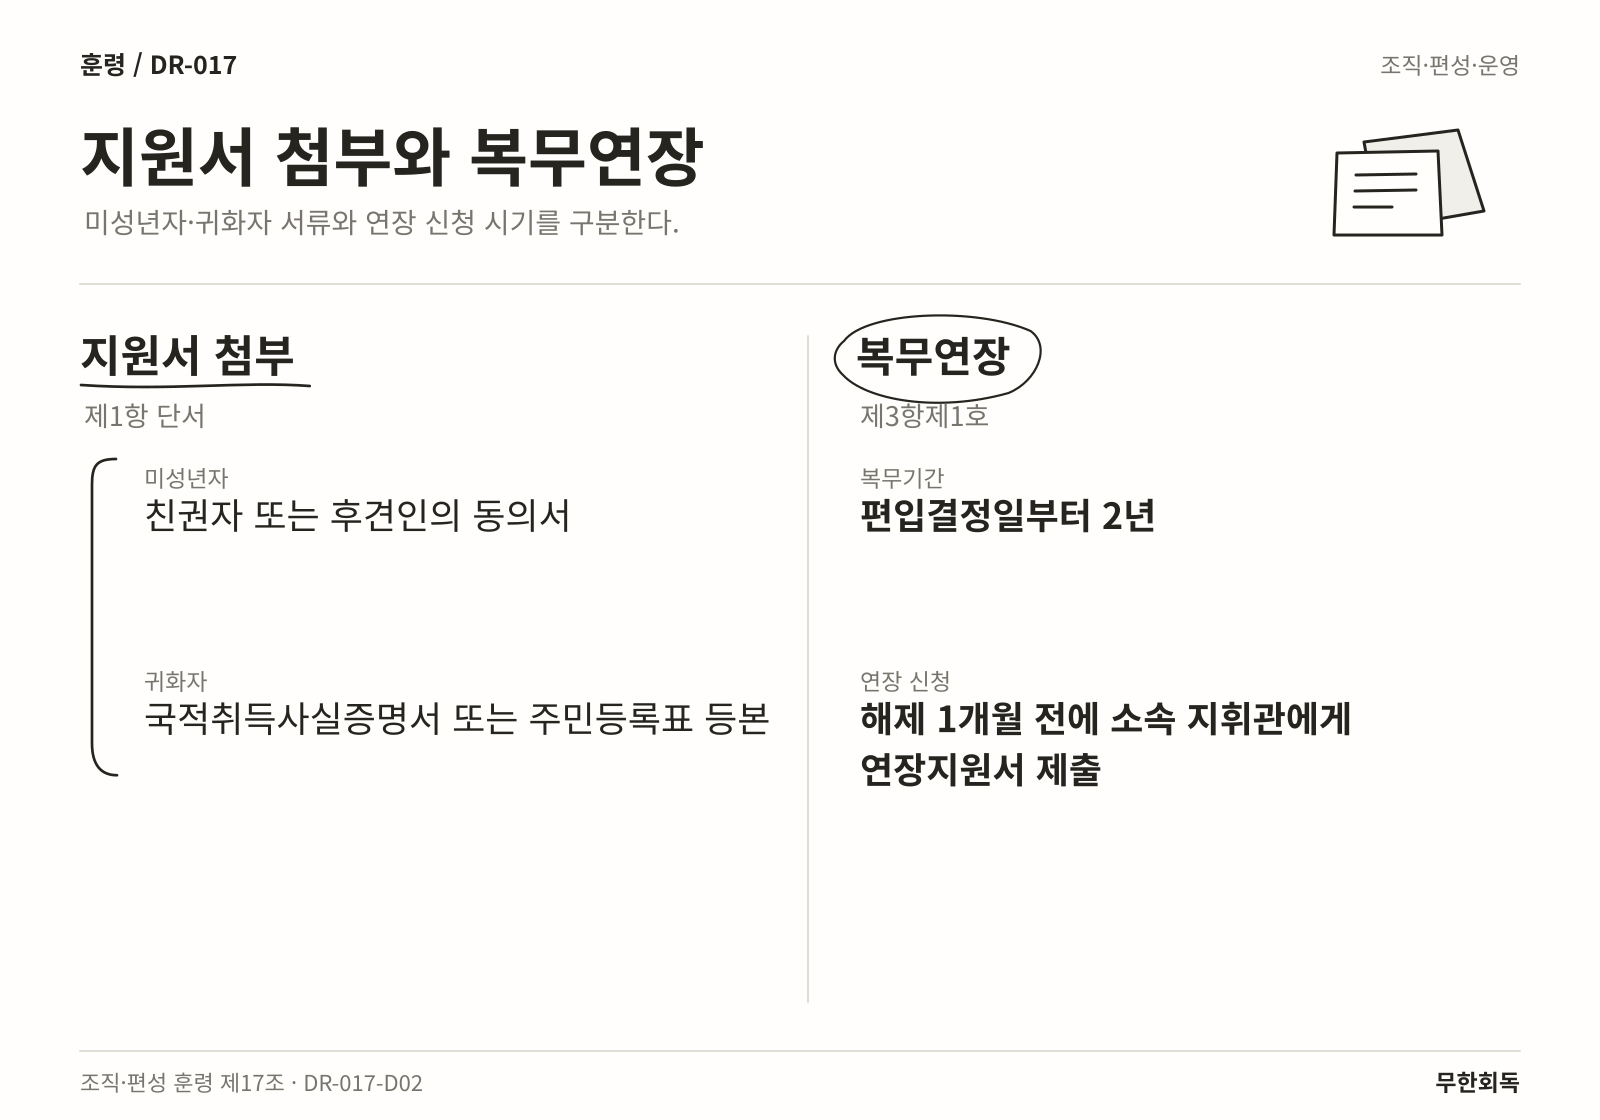 훈령 / DR-017
조직·편성·운영
지원서 첨부와 복무연장
미성년자·귀화자 서류와 연장 신청 시기를 구분한다.
지원서 첨부
제1항 단서
미성년자
친권자 또는 후견인의 동의서
귀화자
국적취득사실증명서 또는 주민등록표 등본
복무연장
제3항제1호
복무기간
편입결정일부터 2년
연장 신청
해제 1개월 전에 소속 지휘관에게
연장지원서 제출
조직·편성 훈령 제17조 · DR-017-D02
무한회독